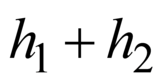 h₁ + h₂